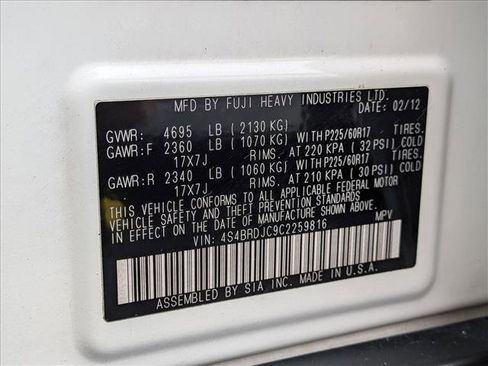 MFD BY FUJI HEAVY INDUSTRIES LTD.
DATE: 02/12
GVWR: 4695 LB (2130 KG)
GAWR:F 2360 LB (1070 KG) WITH P225/60R17 TIRES.
17X7J RIMS. AT 220 KPA (32 PSI) COLD
GAWR:R 2340 LB (1060 KG) WITH P225/60R17 TIRES.
17X7J RIMS. AT 210 KPA (30 PSI) COLD
THIS VEHICLE CONFORMS TO ALL APPLICABLE FEDERAL MOTOR
VEHICLE SAFETY AND THEFT PREVENTION STANDARDS
IN EFFECT ON THE DATE OF MANUFACTURE SHOWN ABOVE.
VIN: 4S4BRDJC9C2259816 MPV
ASSEMBLED BY SIA INC. MADE IN U.S.A.